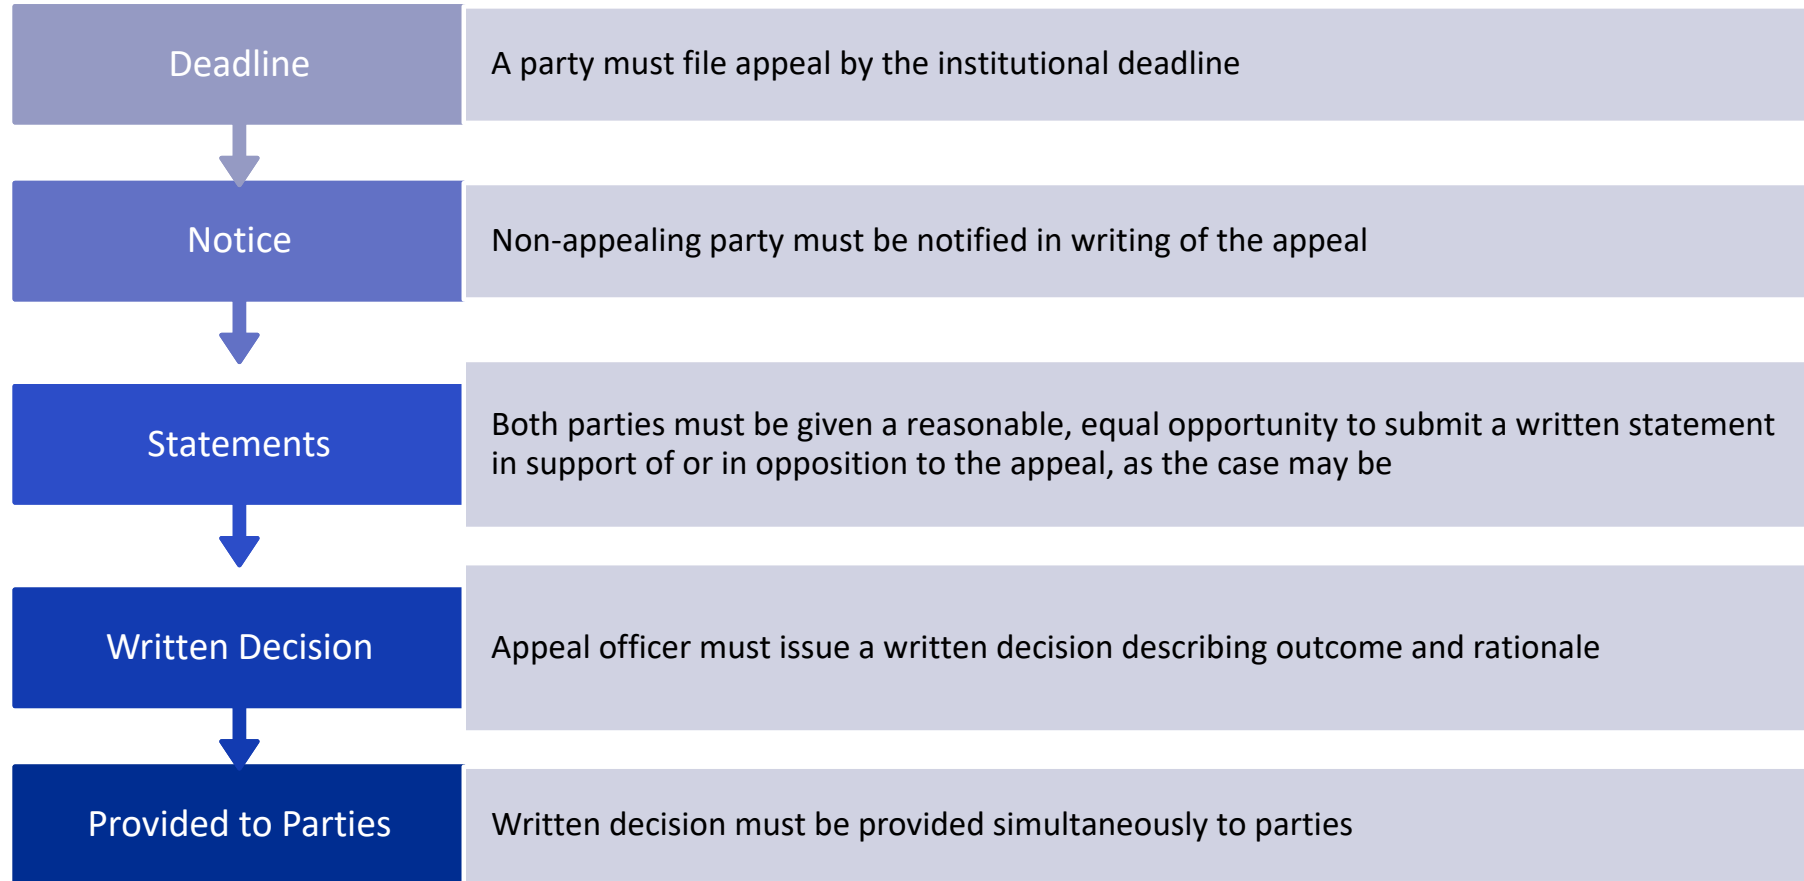 Deadline
A party must file appeal by the institutional deadline
Notice
Non-appealing party must be notified in writing of the appeal
Statements
Both parties must be given a reasonable, equal opportunity to submit a written statement
in support of or in opposition to the appeal, as the case may be
Written Decision
Appeal officer must issue a written decision describing outcome and rationale
Provided to Parties
Written decision must be provided simultaneously to parties